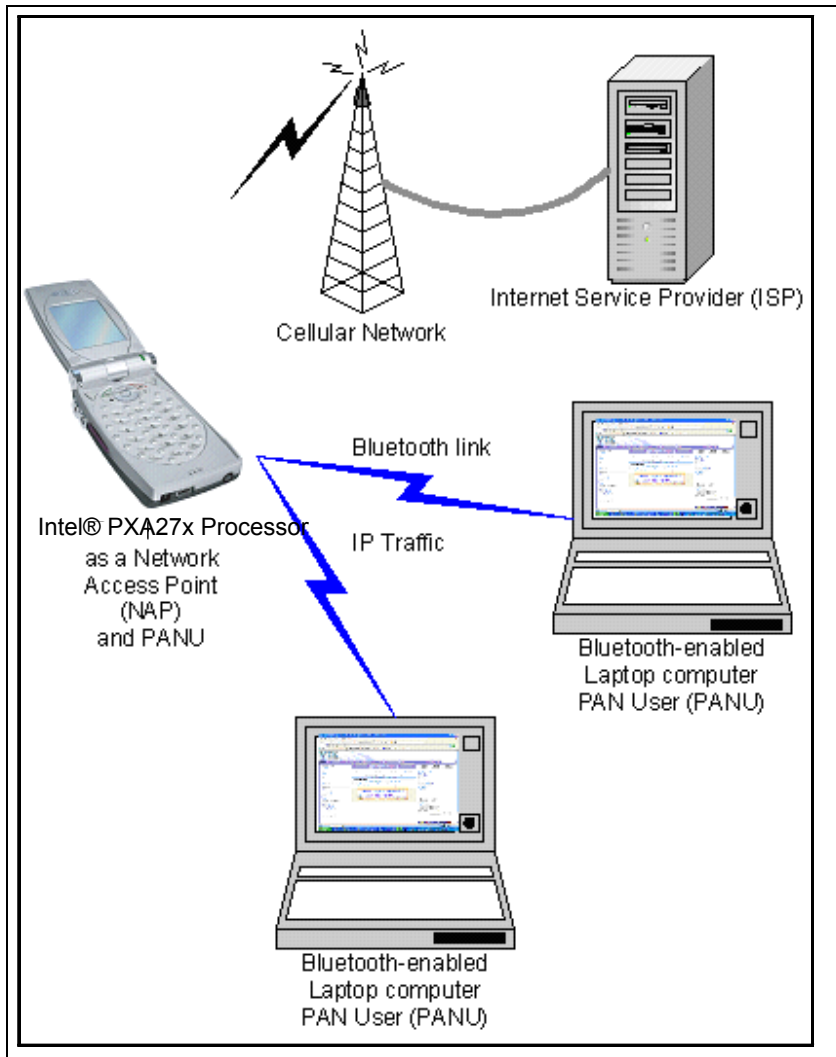 Cellular Network
Internet Service Provider (ISP)
Bluetooth link
IP Traffic
Intel® PXA27x Processor
as a Network
Access Point
(NAP)
and PANU
Bluetooth-enabled
Laptop computer
PAN User (PANU)
Bluetooth-enabled
Laptop computer
PAN User (PANU)